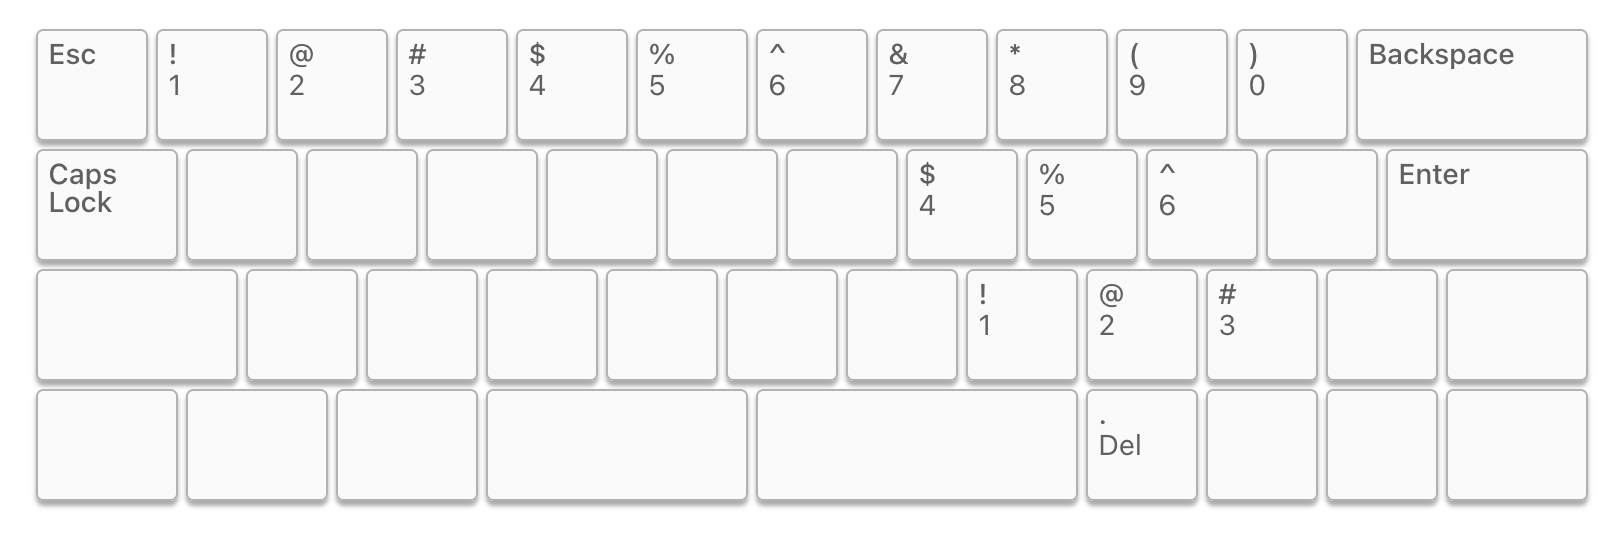 Esc ! @ # $ % ^ & * ( ) Backspace
1 2 3 4 5 6 7 8 9 0
Caps $ % ^ Enter
Lock 4 5 6
! @ #
1 2 3
.
Del